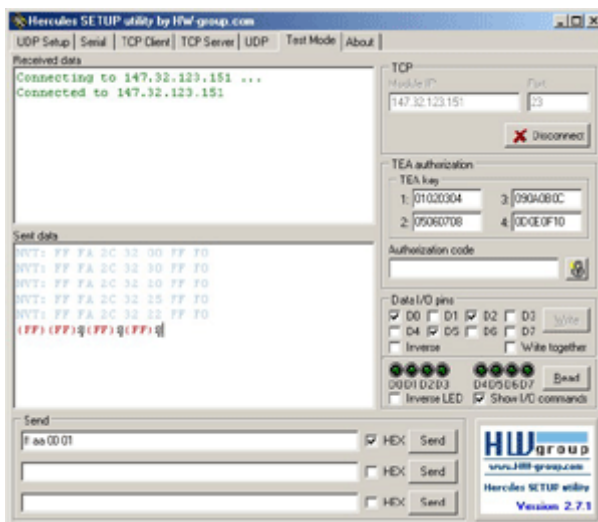 Hercules SETUP utility by HW-group.com
UDP Setup Serial TCP Client TCP Server UDP Test Mode About
Received data
Connecting to 147.32.123.151 ...
Connected to 147.32.123.151
TCP
Module IP Port
147.32.123.151 23
Disconnect
TEA authorization
TEA key
1: 01020304 3: 090A0B0C
2: 05060708 4: 0D0E0F10
Authorization code
Sent data
NVT: FF FA 2C 32 00 FF F0
NVT: FF FA 2C 32 30 FF F0
NVT: FF FA 2C 32 20 FF F0
NVT: FF FA 2C 32 25 FF F0
NVT: FF FA 2C 32 22 FF F0
(FF)(FF) (FF) (FF)
Data I/O pins
D0 D1 D2 D3 Write
D4 D5 D6 D7
Inverse Write together
D0D1D2D3 D4D5D6D7 Read
Inverse LED Show I/O commands
Send
ff aa 00 01 HEX Send
HEX Send
HEX Send
HW group
www.HW-group.com
Hercules SETUP utility
Version 2.7.1